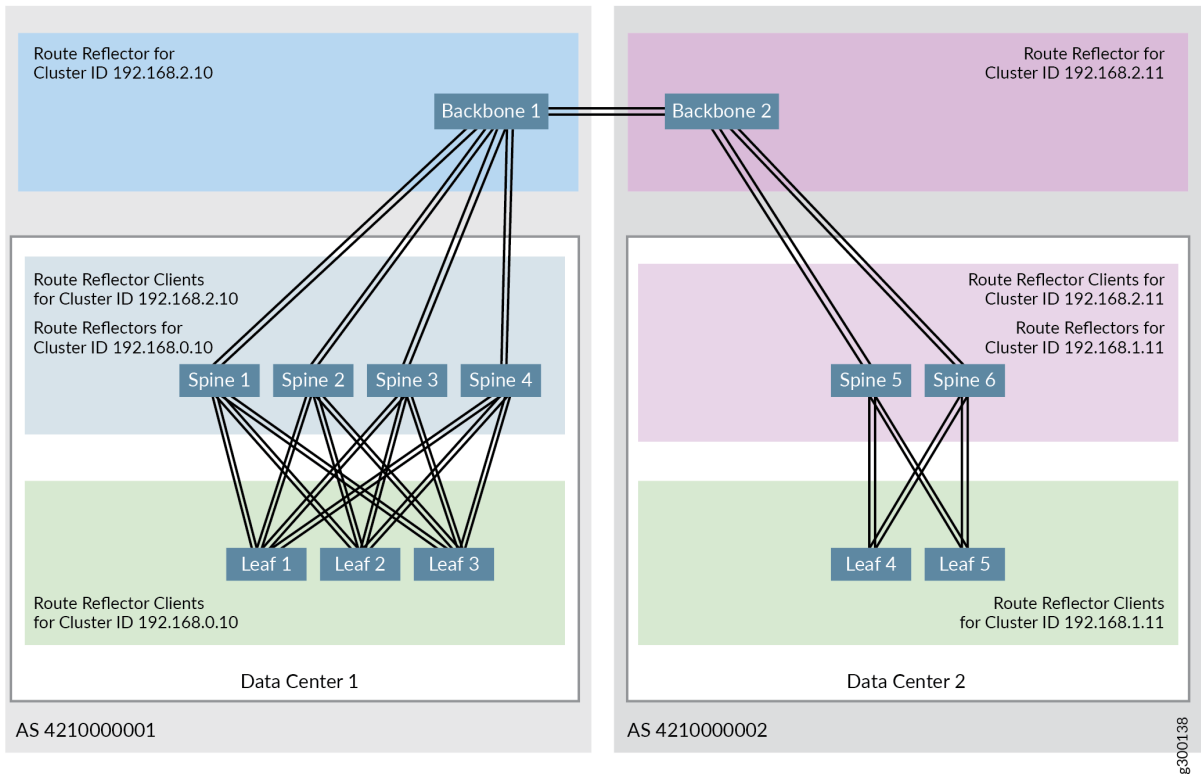 Route Reflector for
Cluster ID 192.168.2.10
Route Reflector for
Cluster ID 192.168.2.11
Backbone 1
Backbone 2
Route Reflector Clients
for Cluster ID 192.168.2.10
Route Reflectors for
Cluster ID 192.168.0.10
Route Reflector Clients for
Cluster ID 192.168.2.11
Route Reflectors for
Cluster ID 192.168.1.11
Spine 1
Spine 2
Spine 3
Spine 4
Spine 5
Spine 6
Leaf 1
Leaf 2
Leaf 3
Leaf 4
Leaf 5
Route Reflector Clients
for Cluster ID 192.168.0.10
Route Reflector Clients
for Cluster ID 192.168.1.11
Data Center 1
Data Center 2
AS 4210000001
AS 4210000002
g300138